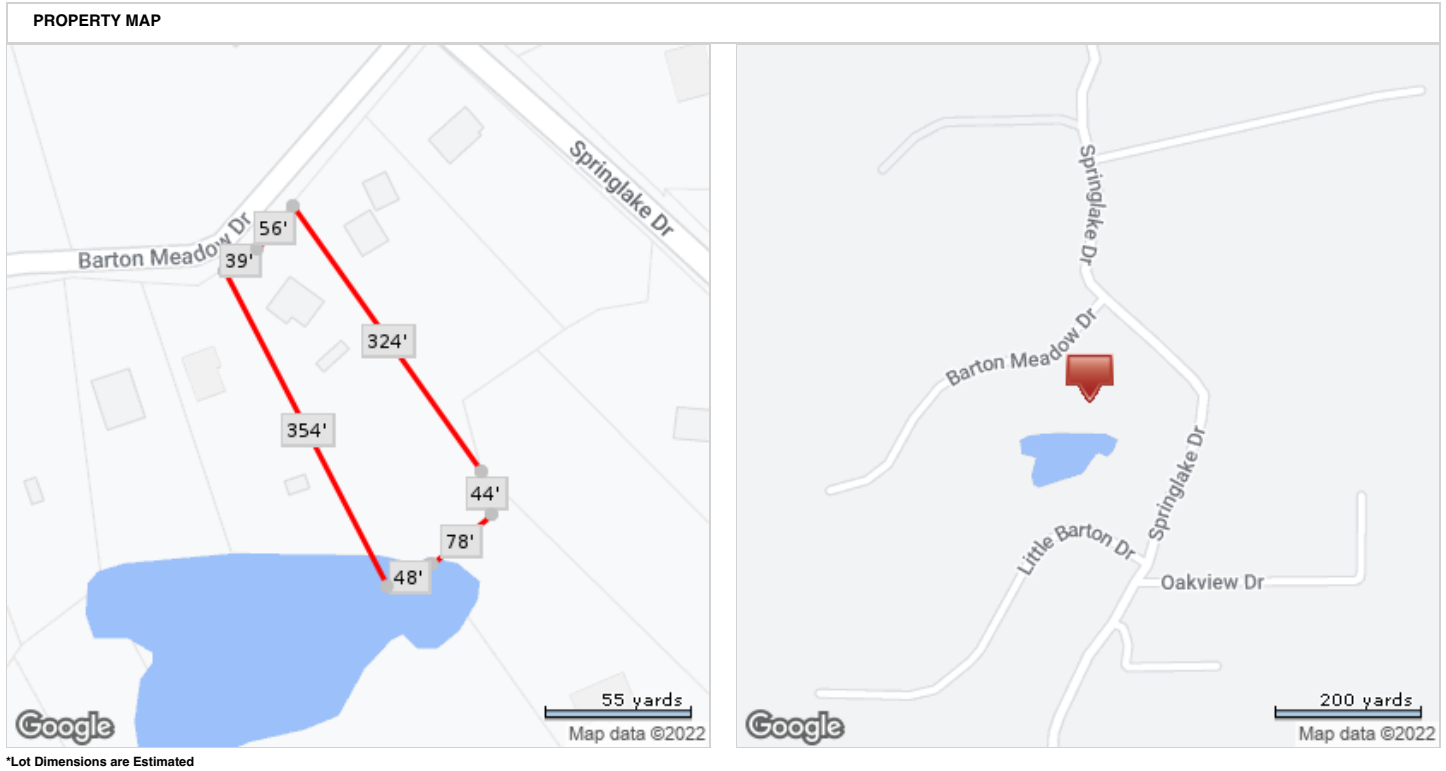 PROPERTY MAP
Springlake Dr
Barton Meadow Dr
56'
39'
324'
354'
44'
78'
48'
55 yards
Google
Map data ©2022
Springlake Dr
Barton Meadow Dr
Springlake Dr
Little Barton Dr
Oakview Dr
200 yards
Google
Map data ©2022
*Lot Dimensions are Estimated